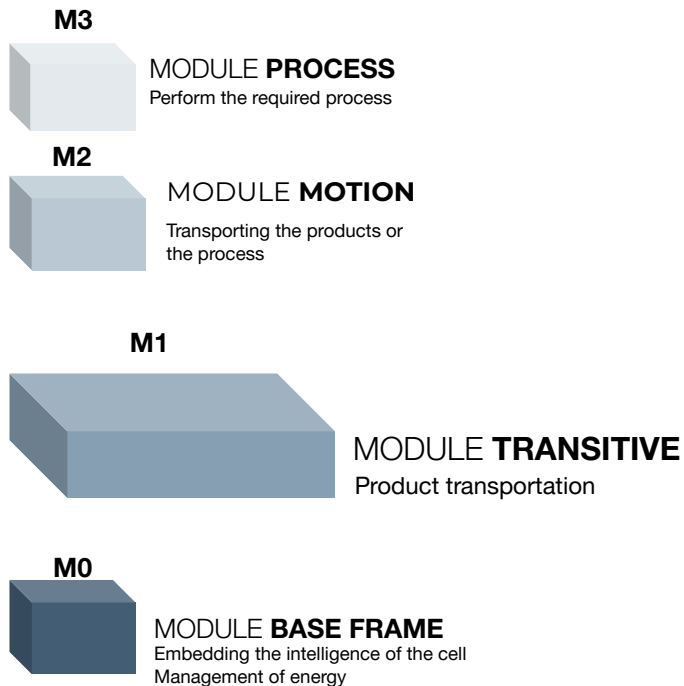 M3
MODULE PROCESS
Perform the required process
M2
MODULE MOTION
Transporting the products or
the process
M1
MODULE TRANSITIVE
Product transportation
M0
MODULE BASE FRAME
Embedding the intelligence of the cell
Management of energy